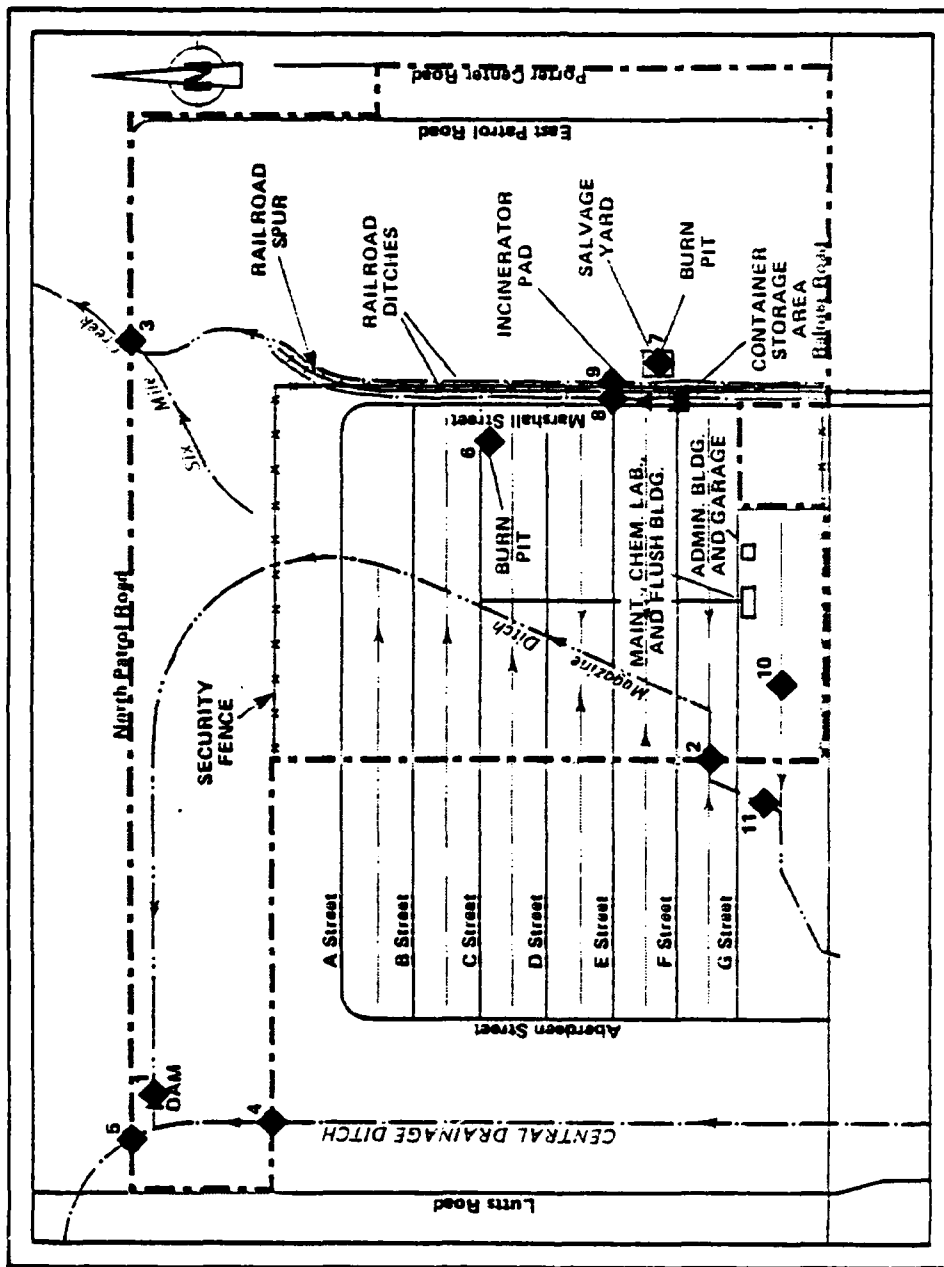 N
North Patrol Road
Porter Center Road
East Patrol Road
RAILROAD
SPUR
RAILROAD
DITCHES
INCINERATOR
PAD
SALVAGE
YARD
BURN
PIT
CONTAINER
STORAGE
AREA
Balmer Road
3
Six Mile Creek
9
7
8
Marshall Street
6
BURN
PIT
MAINT., CHEM. LAB.,
AND FLUSH BLDG.
ADMIN. BLDG.
AND GARAGE
10
SECURITY
FENCE
Magazine Ditch
2
11
A Street
B Street
C Street
D Street
E Street
F Street
G Street
Aberdeen Street
1
DAM
5
4
CENTRAL DRAINAGE DITCH
Lutts Road